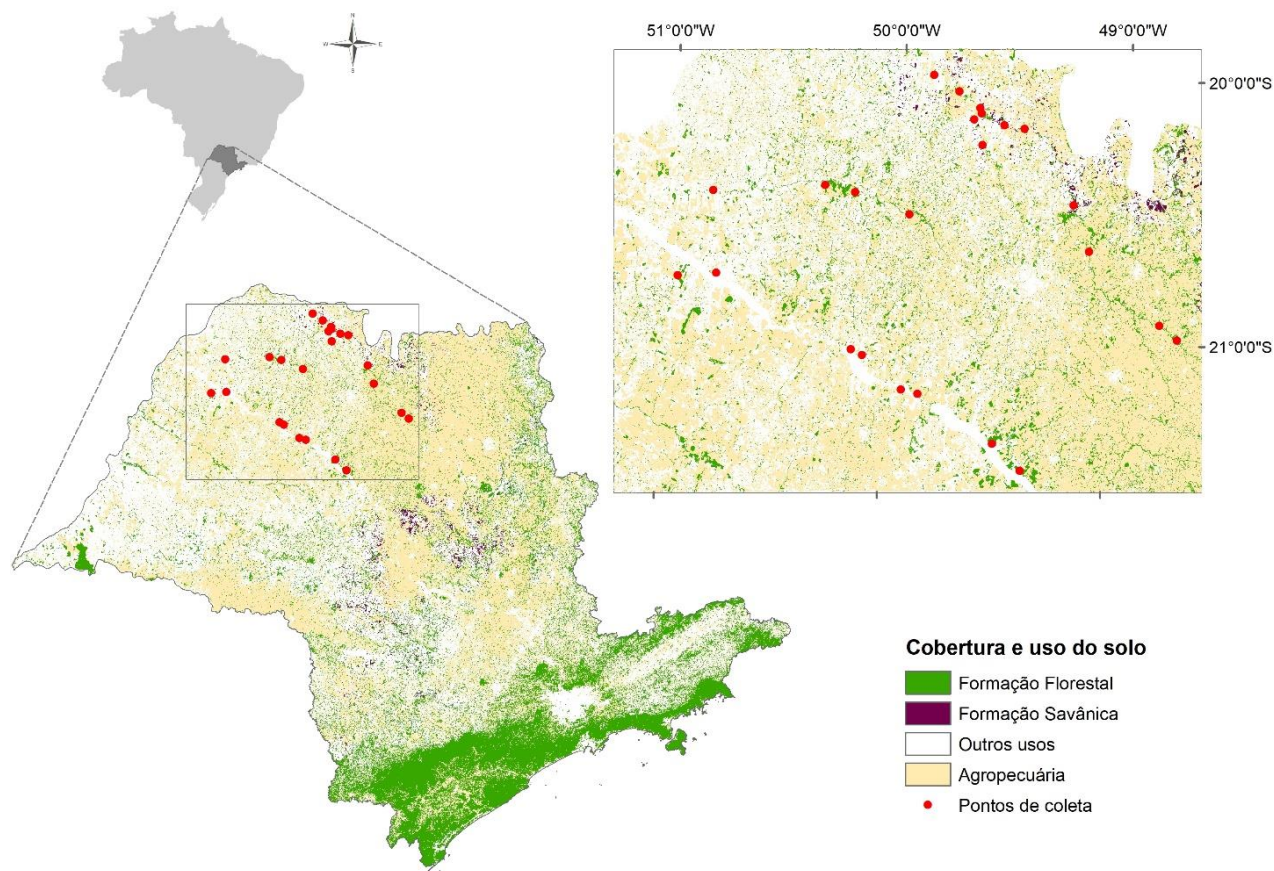 N
W E
S
51°0'0"W 50°0'0"W 49°0'0"W
20°0'0"S
21°0'0"S
Cobertura e uso do solo
Formação Florestal
Formação Savânica
Outros usos
Agropecuária
Pontos de coleta